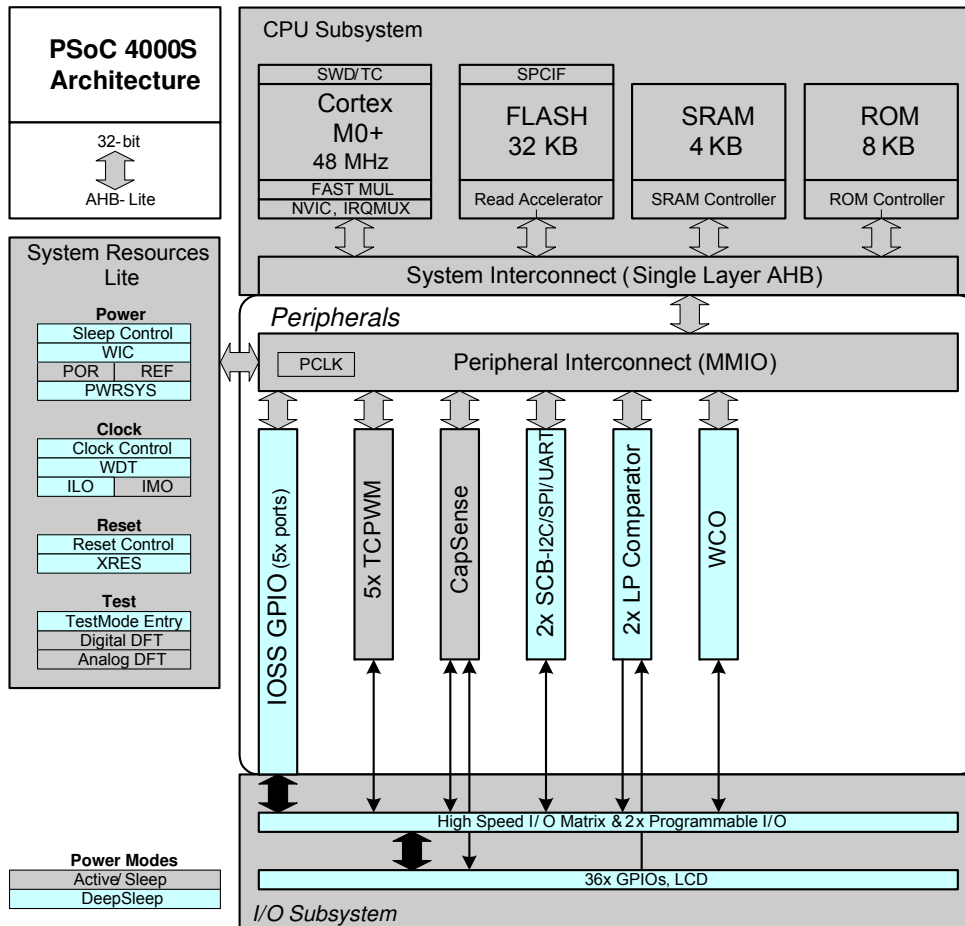 PSoC 4000S
Architecture
32-bit
AHB- Lite
CPU Subsystem
SWD/ TC
Cortex
M0+
48 MHz
FAST MUL
NVIC, IRQMUX
SPCIF
FLASH
32 KB
Read Accelerator
SRAM
4 KB
SRAM Controller
ROM
8 KB
ROM Controller
System Interconnect ( Single Layer AHB )
System Resources
Lite
Power
Sleep Control
WIC
POR REF
PWRSYS
Clock
Clock Control
WDT
ILO IMO
Reset
Reset Control
XRES
Test
TestMode Entry
Digital DFT
Analog DFT
Peripherals
PCLK
Peripheral Interconnect (MMIO)
IOSS GPIO (5x ports)
5x TCPWM
CapSense
2x SCB-I2C/SPI/UART
2x LP Comparator
WCO
High Speed I/ O Matrix & 2x Programmable I/O
36x GPIOs, LCD
I/O Subsystem
Power Modes
Active/ Sleep
DeepSleep